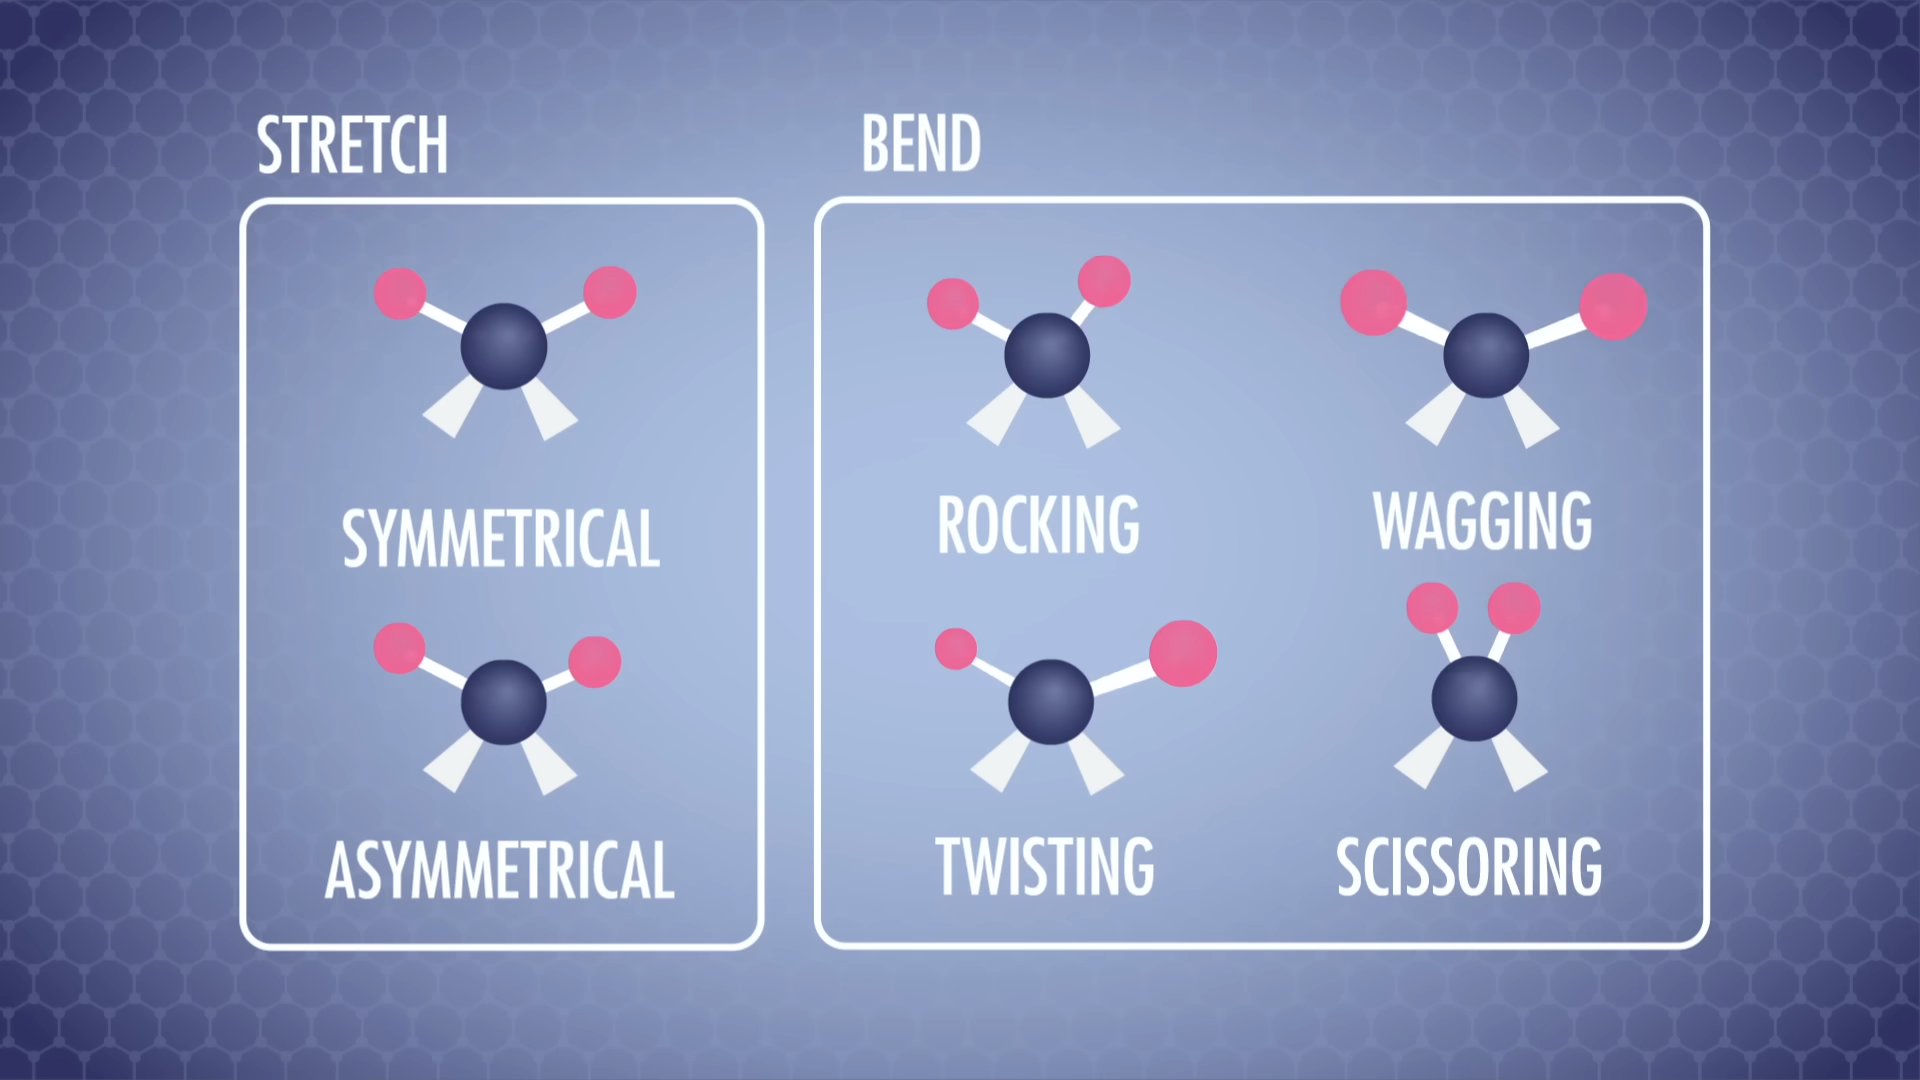 STRETCH
SYMMETRICAL
ASYMMETRICAL
BEND
ROCKING
WAGGING
TWISTING
SCISSORING